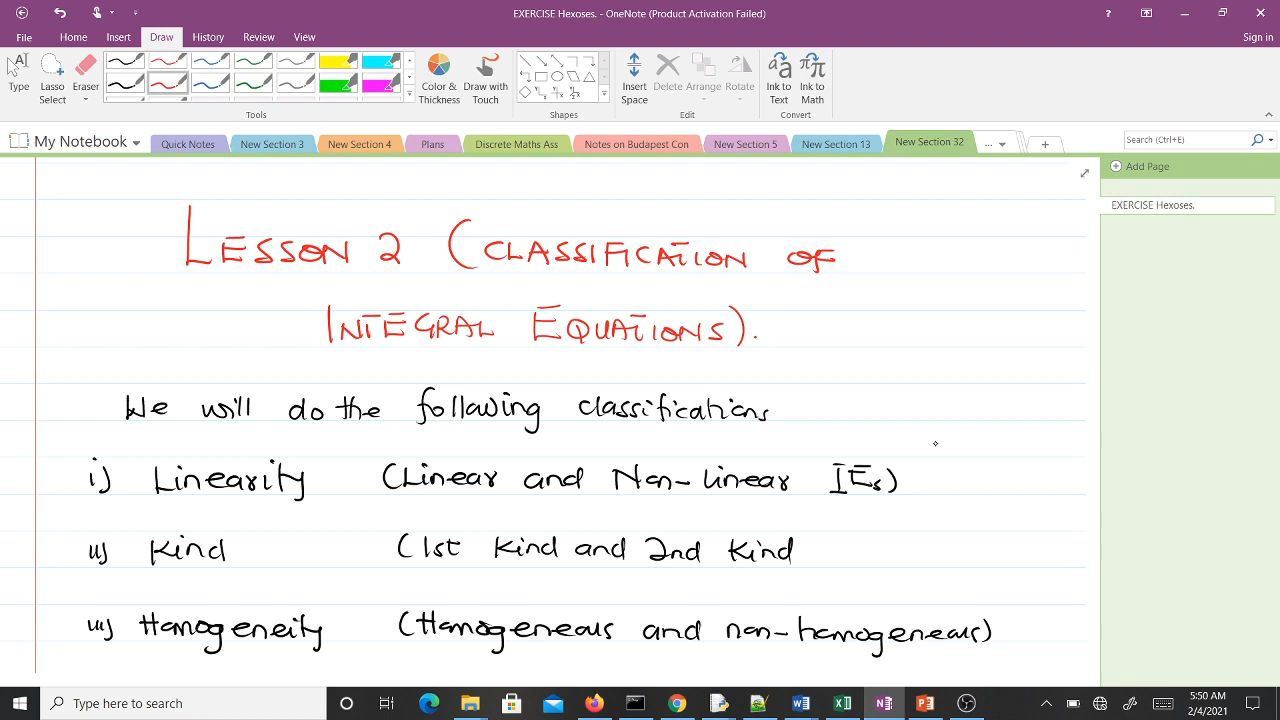 EXERCISE Hexoses. - OneNote (Product Activation Failed)
File Home Insert Draw History Review View Sign in
Type Lasso Select Eraser Color & Thickness Draw with Touch Insert Space Delete Arrange Rotate Ink to Text Ink to Math
Tools Shapes Edit Convert
My Notebook Quick Notes New Section 3 New Section 4 Plans Discrete Maths Ass Notes on Budapest Con New Section 5 New Section 13 New Section 32 ... Search (Ctrl+E)
Add Page
EXERCISE Hexoses.
LESSON 2 (CLASSIFICATION OF
INTEGRAL EQUATIONS).
We will do the following classifications
i) Linearity (Linear and Non-linear IEs)
ii) Kind (1st Kind and 2nd Kind
iii) Homogeneity (Homogeneous and non-homogeneous)
Type here to search
5:50 AM
2/4/2021